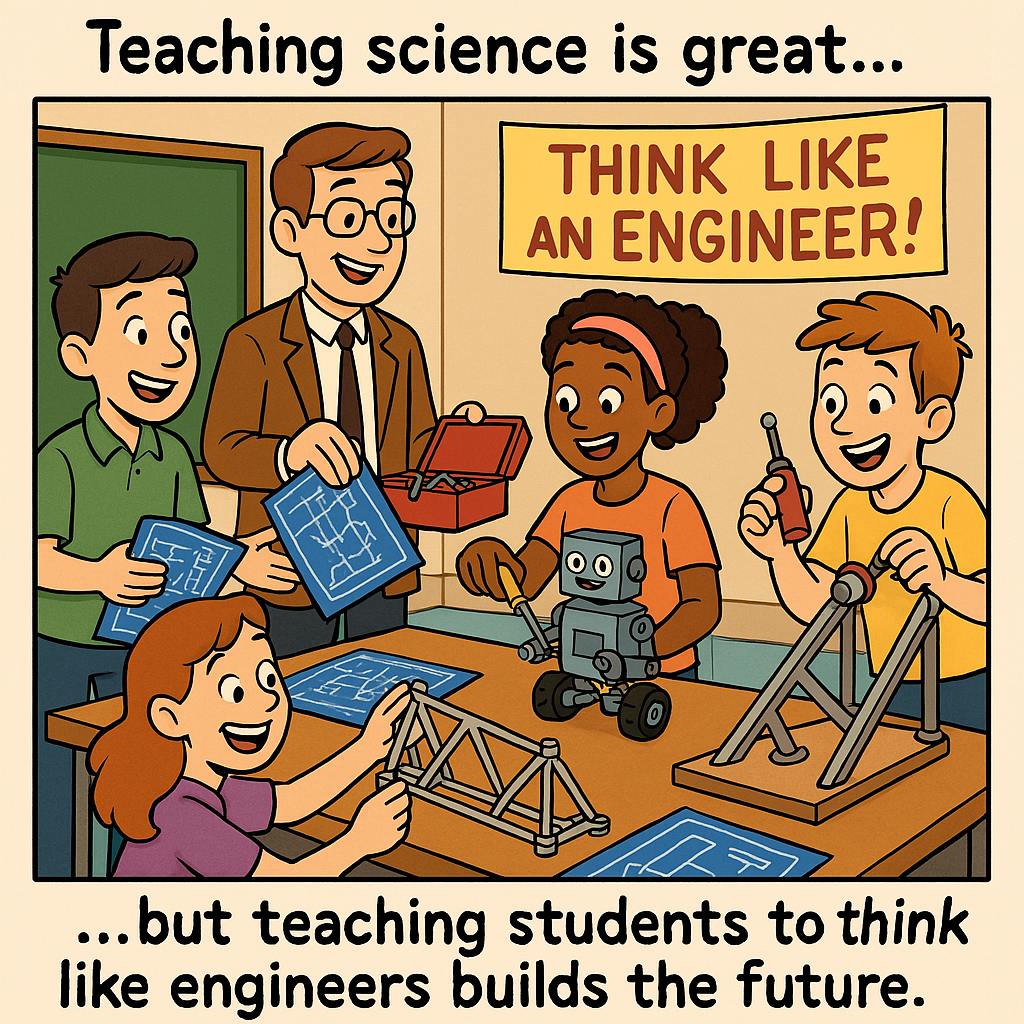 Teaching science is great...
THINK LIKE
AN ENGINEER!
...but teaching students to think
like engineers builds the future.